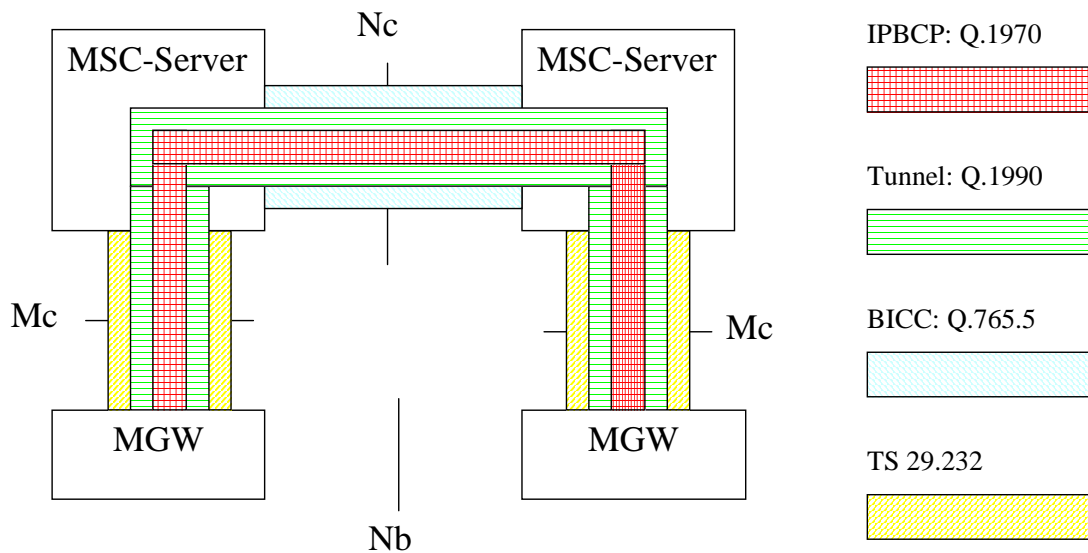 Nc
MSC-Server
MSC-Server
Mc
Mc
MGW
MGW
Nb
IPBCP: Q.1970
Tunnel: Q.1990
BICC: Q.765.5
TS 29.232